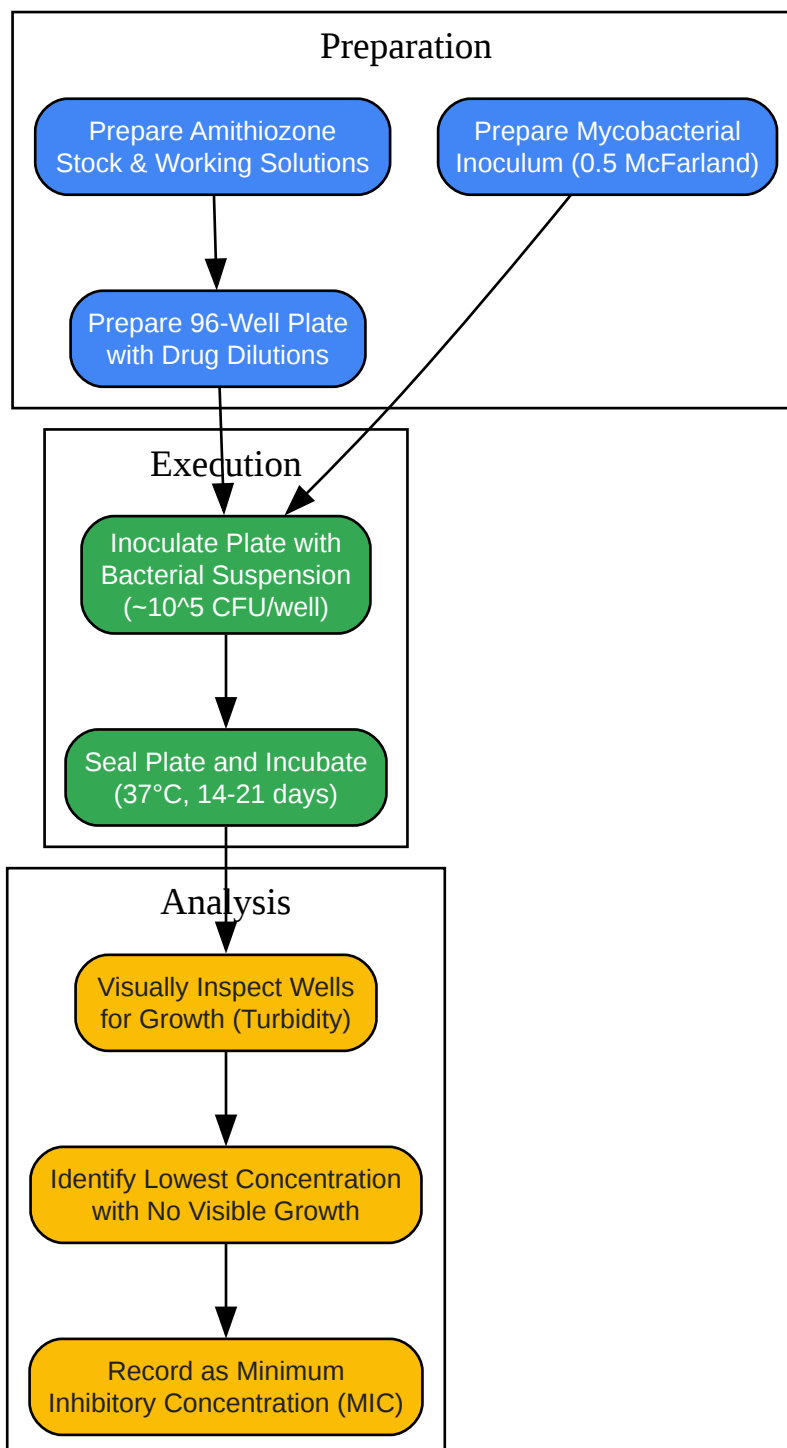 Preparation
Prepare Amithiozone
Stock & Working Solutions
Prepare Mycobacterial
Inoculum (0.5 McFarland)
Prepare 96-Well Plate
with Drug Dilutions
Execution
Inoculate Plate with
Bacterial Suspension
(~10^5 CFU/well)
Seal Plate and Incubate
(37°C, 14-21 days)
Analysis
Visually Inspect Wells
for Growth (Turbidity)
Identify Lowest Concentration
with No Visible Growth
Record as Minimum
Inhibitory Concentration (MIC)